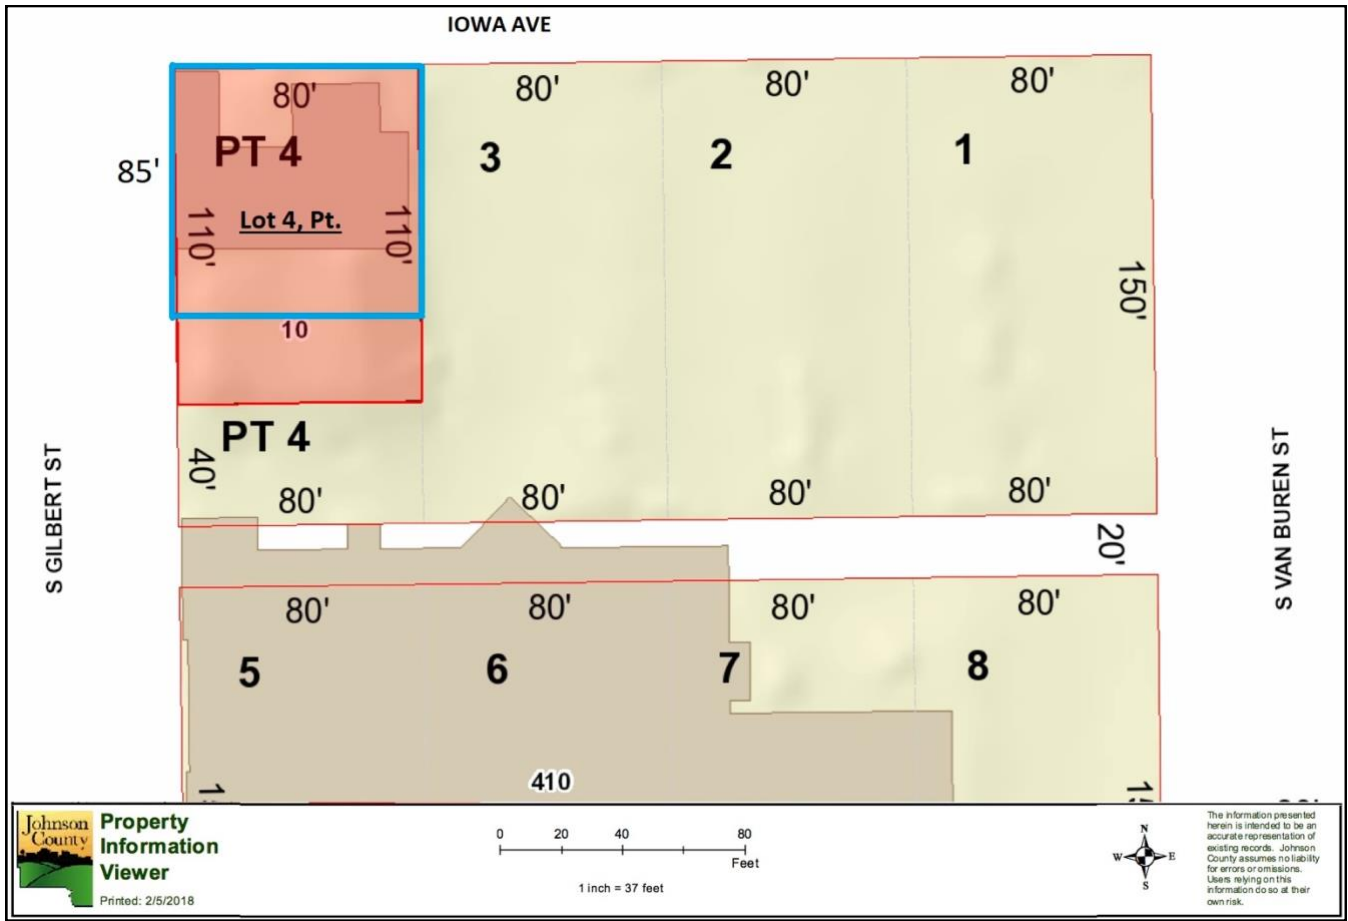 IOWA AVE
80'
80'
80'
80'
PT 4
3
2
1
85'
110'
Lot 4, Pt.
110'
150'
10
PT 4
40'
80'
80'
80'
80'
S GILBERT ST
S VAN BUREN ST
20'
80'
80'
80'
80'
5
6
7
8
410
Johnson
County
Property
Information
Viewer
Printed: 2/5/2018
0 20 40 80
Feet
1 inch = 37 feet
N
W E
S
The information presented
herein is intended to be an
accurate representation of
existing records. Johnson
County assumes no liability
for errors or omissions.
Users relying on this
information do so at their
own risk.